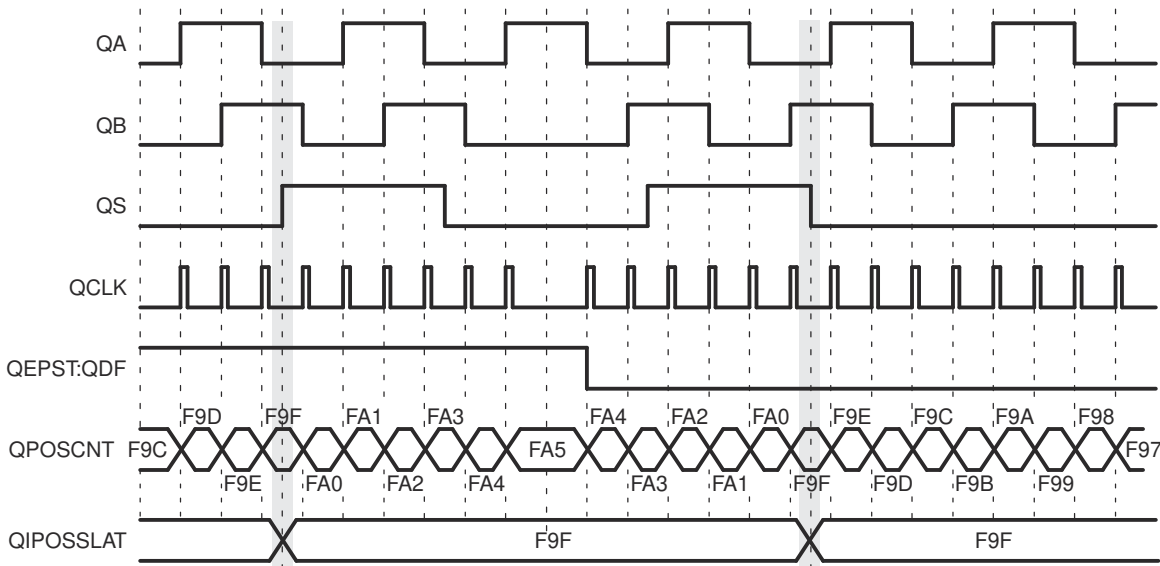 QA
QB
QS
QCLK
QEPST:QDF
F9D F9F FA1 FA3 FA4 FA2 FA0 F9E F9C F9A F98
QPOSCNT F9C FA5 F97
F9E FA0 FA2 FA4 FA3 FA1 F9F F9D F9B F99
QIPOSSLAT F9F F9F